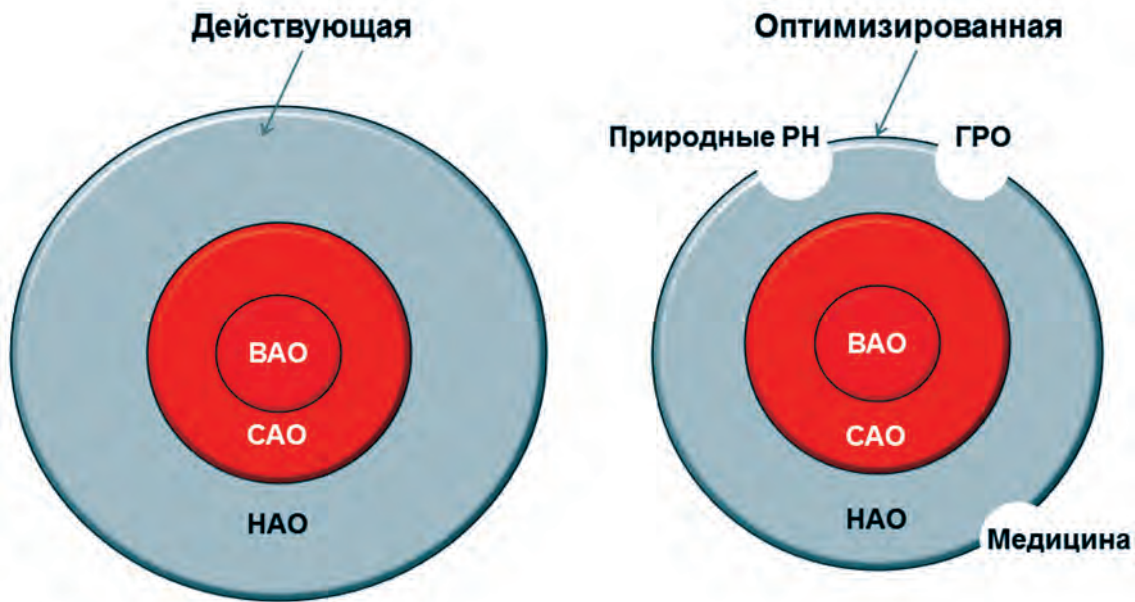 Действующая
ВАО
САО
НАО
Оптимизированная
Природные РН
ГРО
ВАО
САО
НАО
Медицина